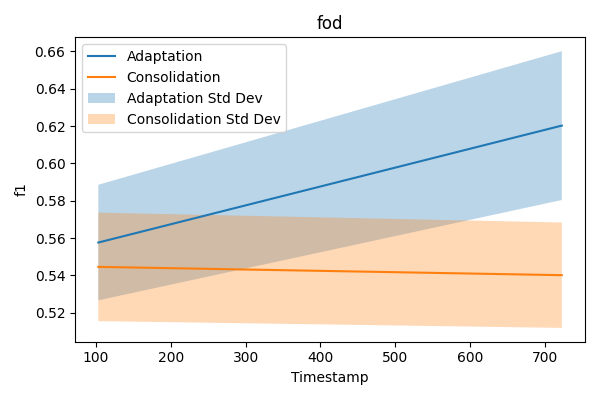 fod
Adaptation
Consolidation
Adaptation Std Dev
Consolidation Std Dev
f1
0.66
0.64
0.62
0.60
0.58
0.56
0.54
0.52
100 200 300 400 500 600 700
Timestamp